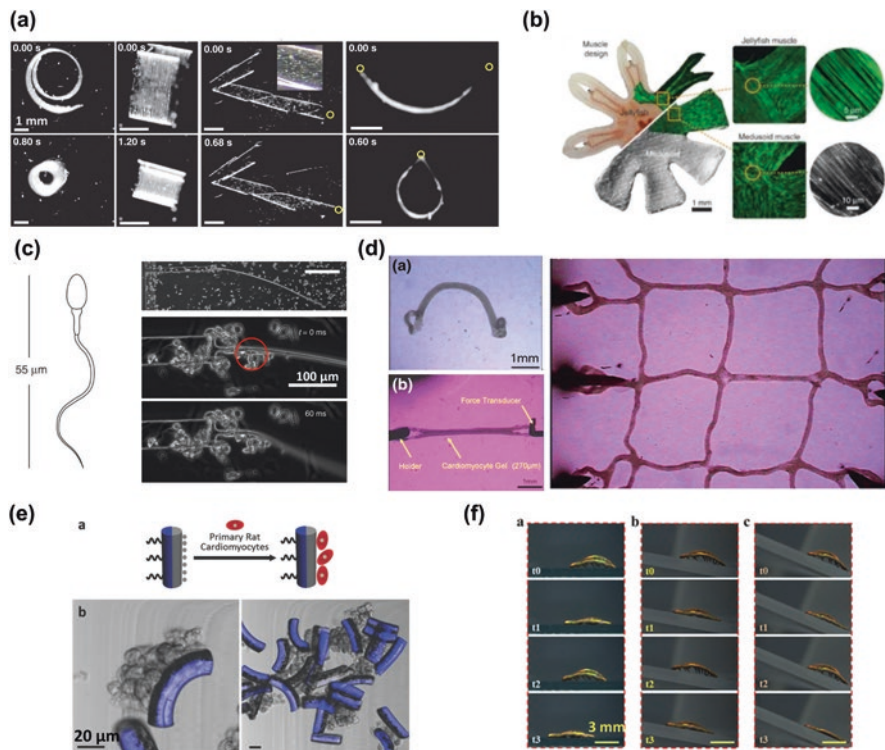 (a)
0.00 s
0.00 s
0.00 s
0.00 s
1 mm
0.80 s
1.20 s
0.68 s
0.60 s
(b)
Muscle
design
Jellyfish
1 mm
Jellyfish muscle
Medusoid muscle
10 µm
(c)
55 µm
t = 0 ms
100 µm
60 ms
(d)
(a)
1mm
(b)
Force Transducer
Holder
Cardiomyocyte Gel (270µm)
(e)
a
Primary Rat
Cardiomyocytes
b
20 µm
(f)
a
b
c
t0
t0
t0
t1
t1
t1
t2
t2
t2
t3
3 mm
t3
t3